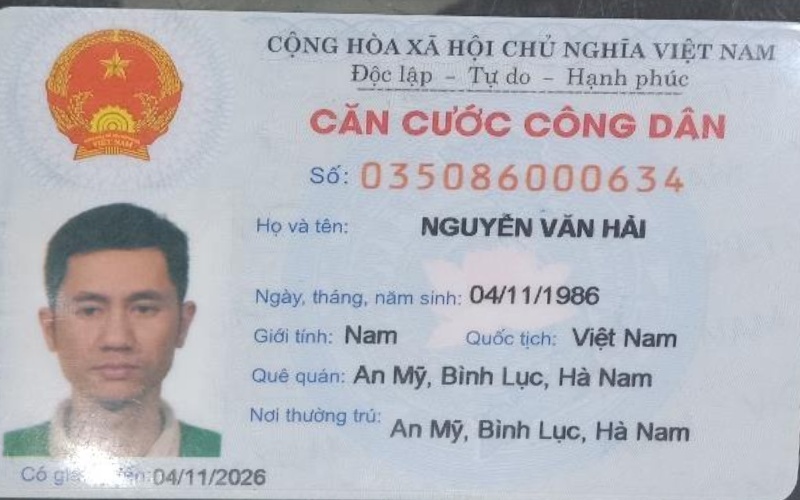 CỘNG HÒA XÃ HỘI CHỦ NGHĨA VIỆT NAM
Độc lập - Tự do - Hạnh phúc
CĂN CƯỚC CÔNG DÂN
Số: 035086000634
Họ và tên: NGUYỄN VĂN HẢI
Ngày, tháng, năm sinh: 04/11/1986
Giới tính: Nam Quốc tịch: Việt Nam
Quê quán: An Mỹ, Bình Lục, Hà Nam
Nơi thường trú: An Mỹ, Bình Lục, Hà Nam
VIỆT NAM
Có 04/11/2026